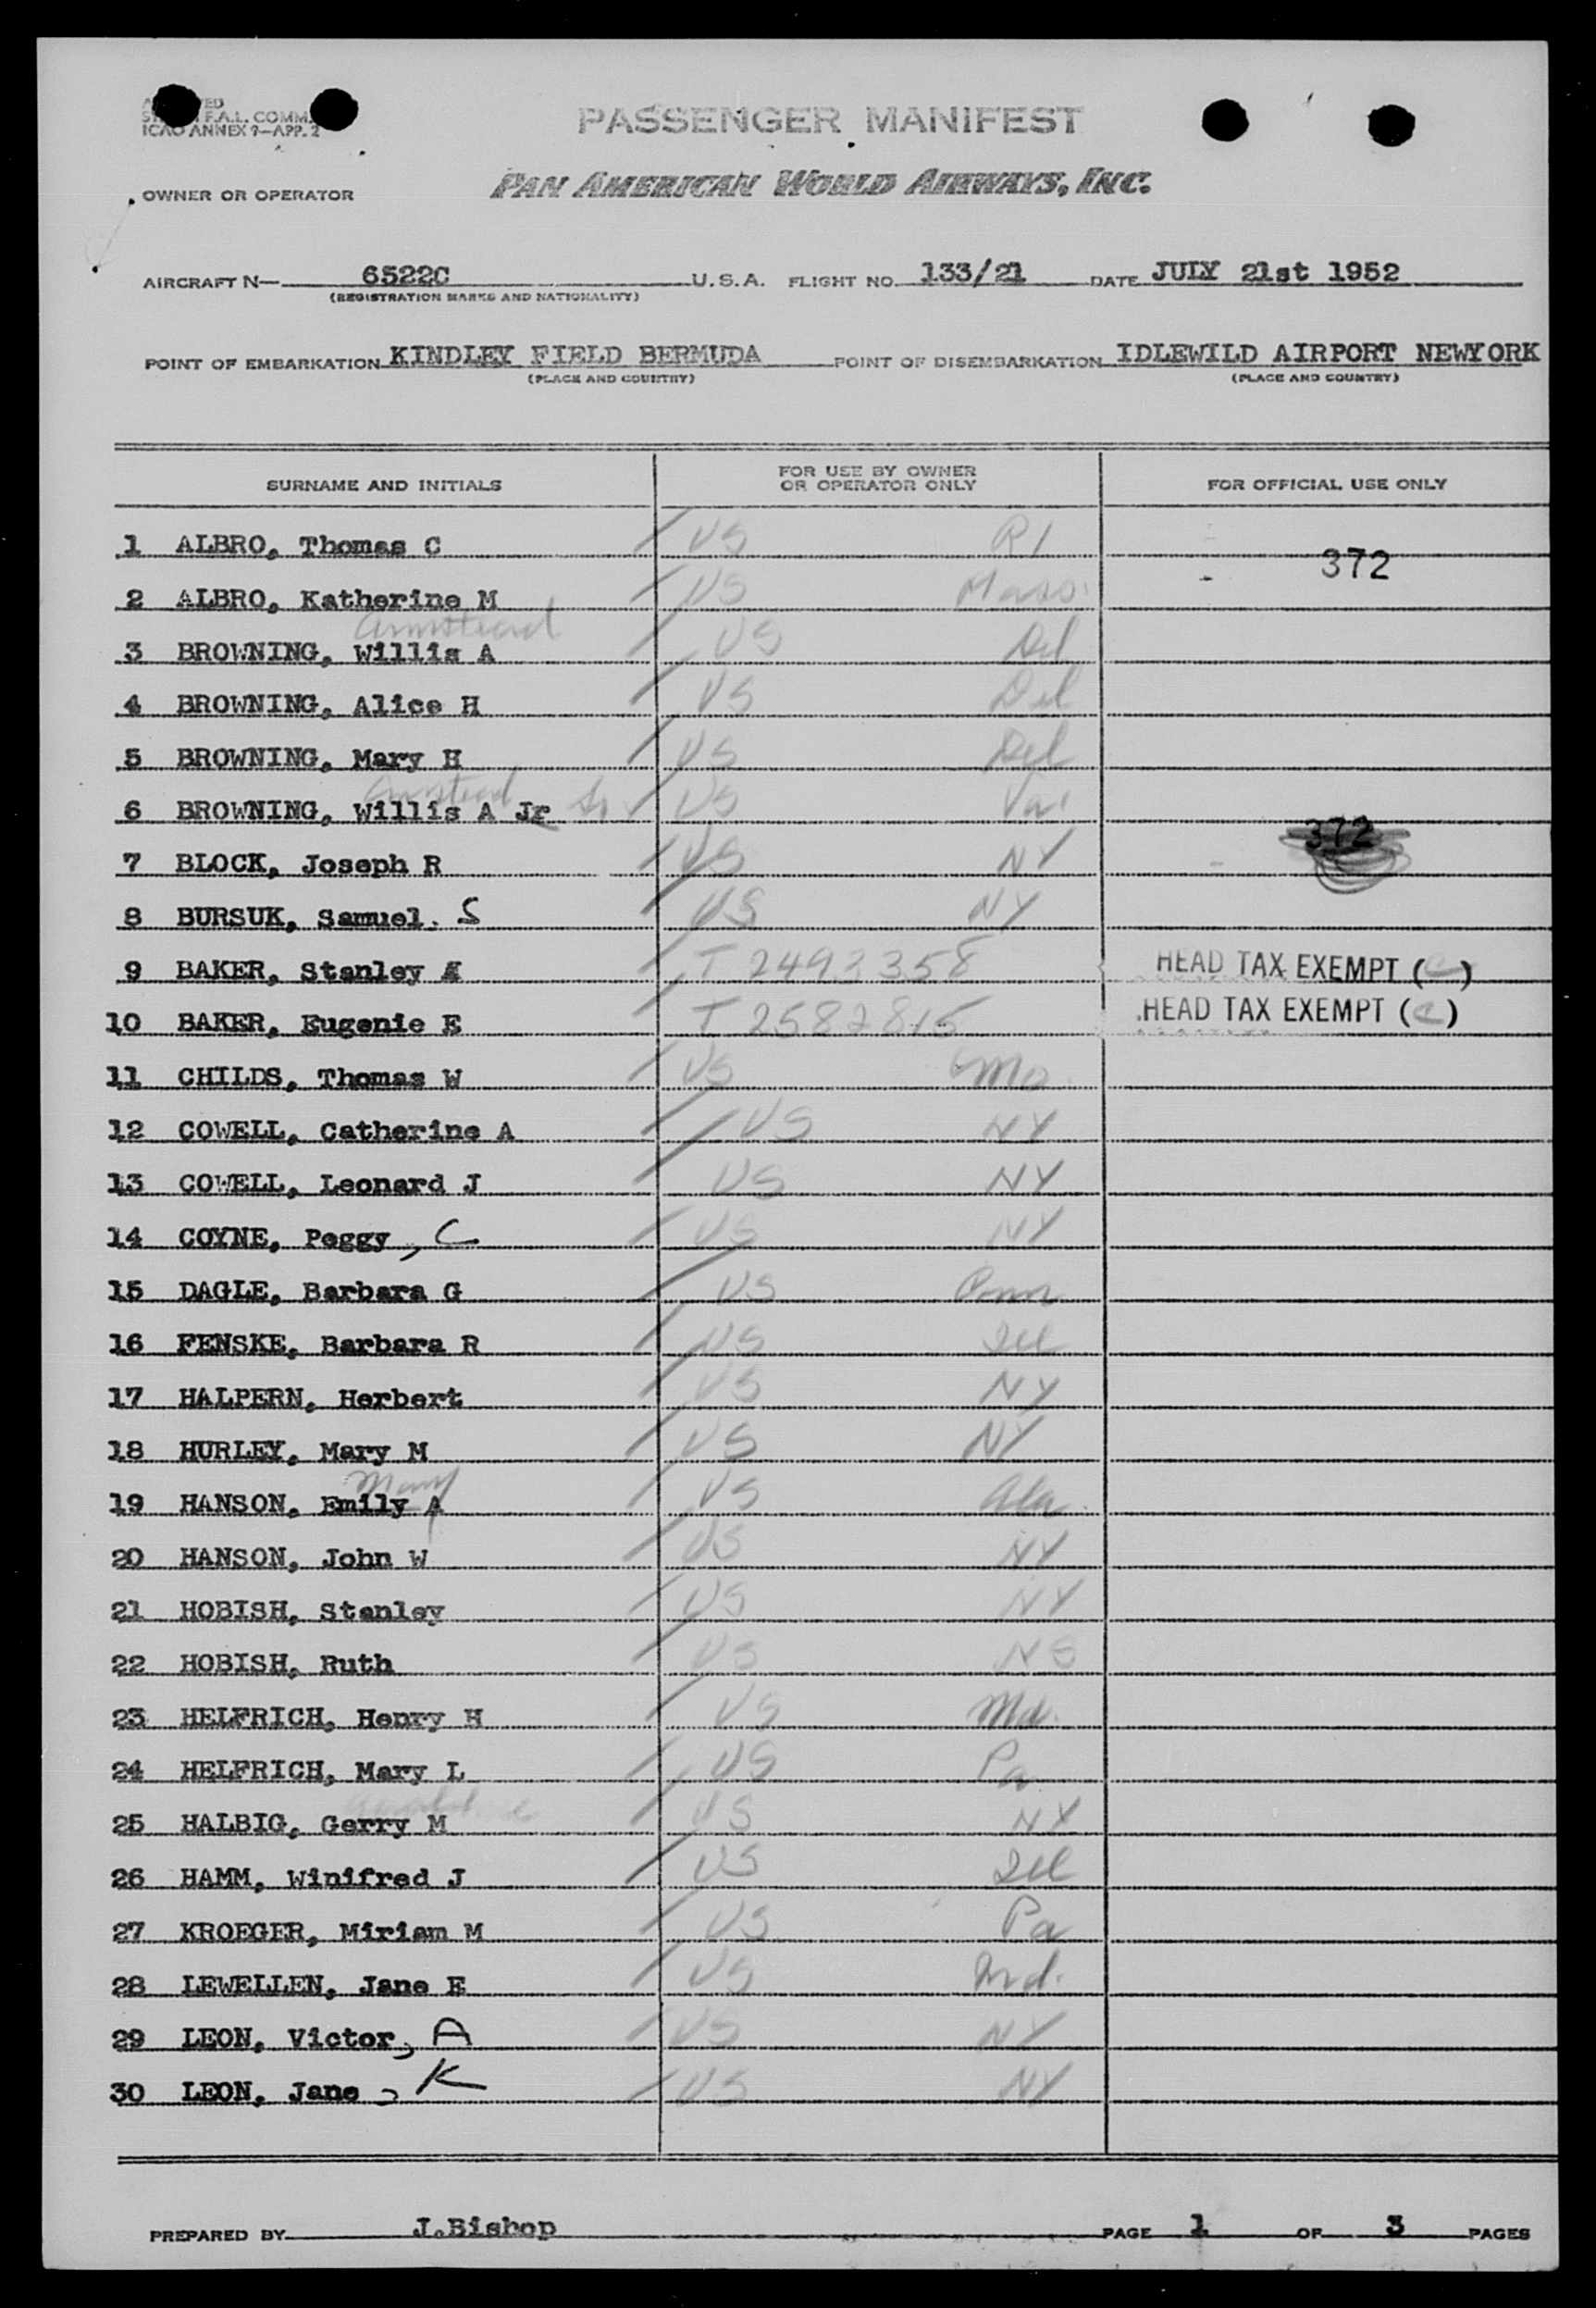 F.A.L. COMM.
ICAO ANNEX 9—APP. 2
PASSENGER MANIFEST
OWNER OR OPERATOR PAN AMERICAN WORLD AIRWAYS, INC.
AIRCRAFT N— 6522C U.S.A. FLIGHT NO. 133/21 DATE JULY 21st 1952
(REGISTRATION MARKS AND NATIONALITY)
POINT OF EMBARKATION KINDLEY FIELD BERMUDA POINT OF DISEMBARKATION IDLEWILD AIRPORT NEWYORK
(PLACE AND COUNTRY) (PLACE AND COUNTRY)
SURNAME AND INITIALS FOR USE BY OWNER OR OPERATOR ONLY FOR OFFICIAL USE ONLY
1 ALBRO, Thomas C US RI
372
2 ALBRO, Katherine M US Mass.
Armstead
3 BROWNING, Willis A US Del
4 BROWNING, Alice H US Del
5 BROWNING, Mary H US Del
Armstead Sr
6 BROWNING, Willis A Jr US Va.
372
7 BLOCK, Joseph R US NY
8 BURSUK, Samuel. S US NY
9 BAKER, Stanley T 2493358 HEAD TAX EXEMPT (C)
10 BAKER, Eugenie E T 2582815 HEAD TAX EXEMPT (C)
11 CHILDS, Thomas W US Mo.
12 COWELL, Catherine A US NY
13 COWELL, Leonard J US NY
14 COYNE, Peggy, C US NY
15 DAGLE, Barbara G US
16 FENSKE, Barbara R US Ill
17 HALPERN, Herbert US NY
18 HURLEY, Mary M US NY
Mary
19 HANSON, Emily A US Ala.
20 HANSON, John W US NY
21 HOBISH, Stanley US NY
22 HOBISH, Ruth US
23 HELFRICH, Henry H US Md.
24 HELFRICH, Mary L US Pa
25 HALBIG, Gerry M US NY
26 HAMM, Winifred J US Ill
27 KROEGER, Miriam M US Pa
28 LEWELLEN, Jane E US Ind.
29 LEON, Victor, A US NY
30 LEON, Jane, K US NY
PREPARED BY J.Bishop PAGE 1 OF 3 PAGES